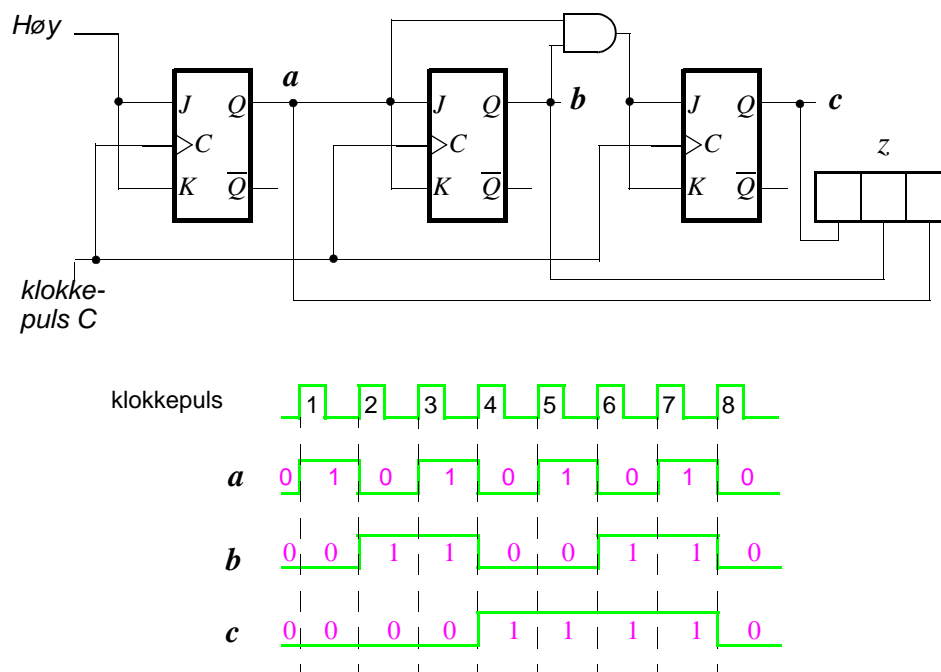 Høy
a
b
c
J Q
C
K Q
J Q
C
K Q
J Q
C
K Q
z
klokke-
puls C
klokkepuls 1 2 3 4 5 6 7 8
a 0 1 0 1 0 1 0 1 0
b 0 0 1 1 0 0 1 1 0
c 0 0 0 0 1 1 1 1 0